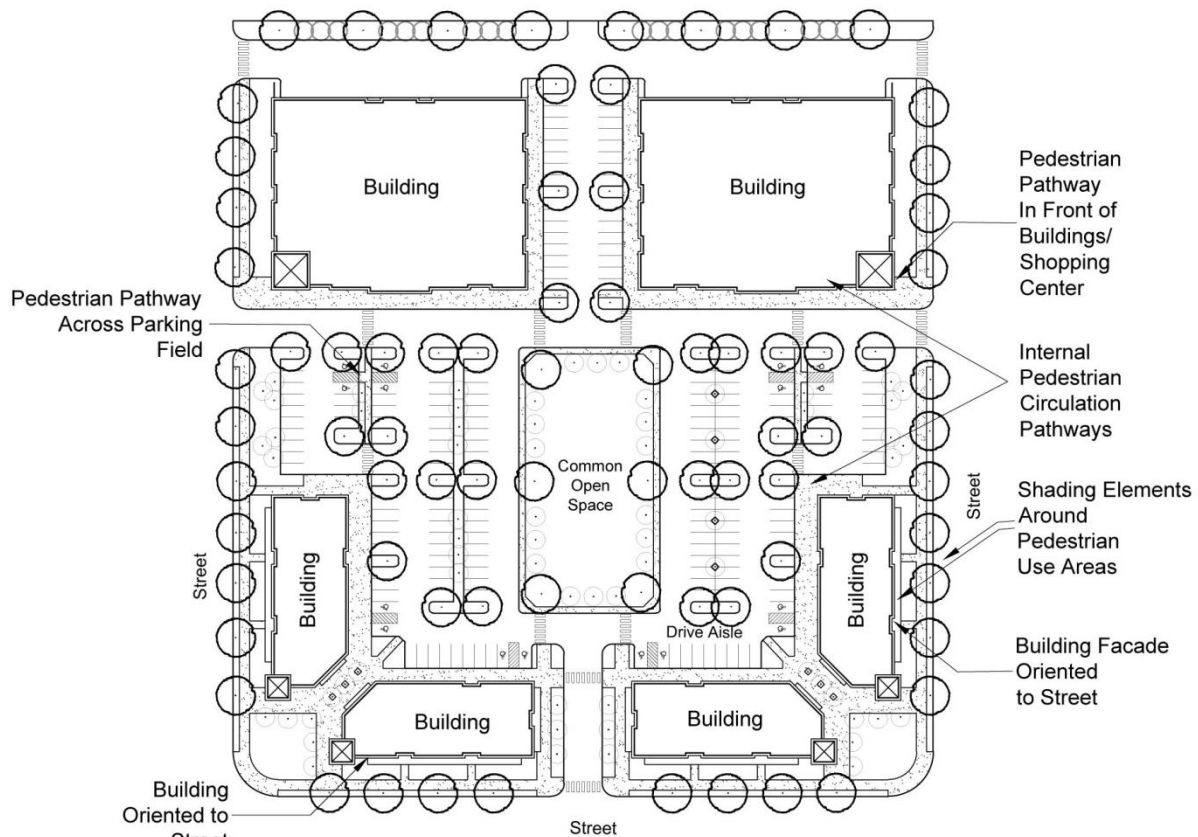 Building
Building
Pedestrian
Pathway
In Front of
Buildings/
Shopping
Center
Pedestrian Pathway
Across Parking
Field
Internal
Pedestrian
Circulation
Pathways
Common
Open
Space
Street
Shading Elements
Around
Pedestrian
Use Areas
Street
Building
Building
Drive Aisle
Building Facade
Oriented
to Street
Building
Building
Building
Oriented to
Street
Street